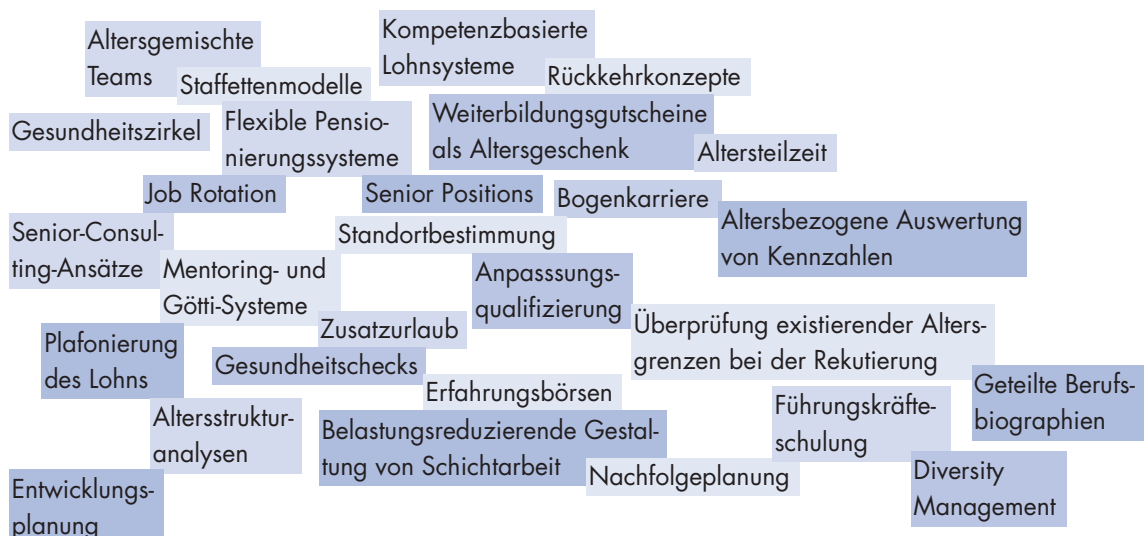 Altersgemischte
Teams
Kompetenzbasierte
Lohnsysteme
Staffettenmodelle
Rückkehrkonzepte
Gesundheitszirkel
Flexible Pensio-
nierungssysteme
Weiterbildungsgutscheine
als Altersgeschenk
Altersteilzeit
Job Rotation
Senior Positions
Bogenkarriere
Altersbezogene Auswertung
von Kennzahlen
Senior-Consul-
ting-Ansätze
Standortbestimmung
Mentoring- und
Götti-Systeme
Anpasssungs-
qualifizierung
Zusatzurlaub
Überprüfung existierender Alters-
grenzen bei der Rekutierung
Plafonierung
des Lohns
Gesundheitschecks
Erfahrungsbörsen
Geteilte Berufs-
biographien
Altersstruktur-
analysen
Belastungsreduzierende Gestal-
tung von Schichtarbeit
Führungskräfte-
schulung
Nachfolgeplanung
Diversity
Management
Entwicklungs-
planung